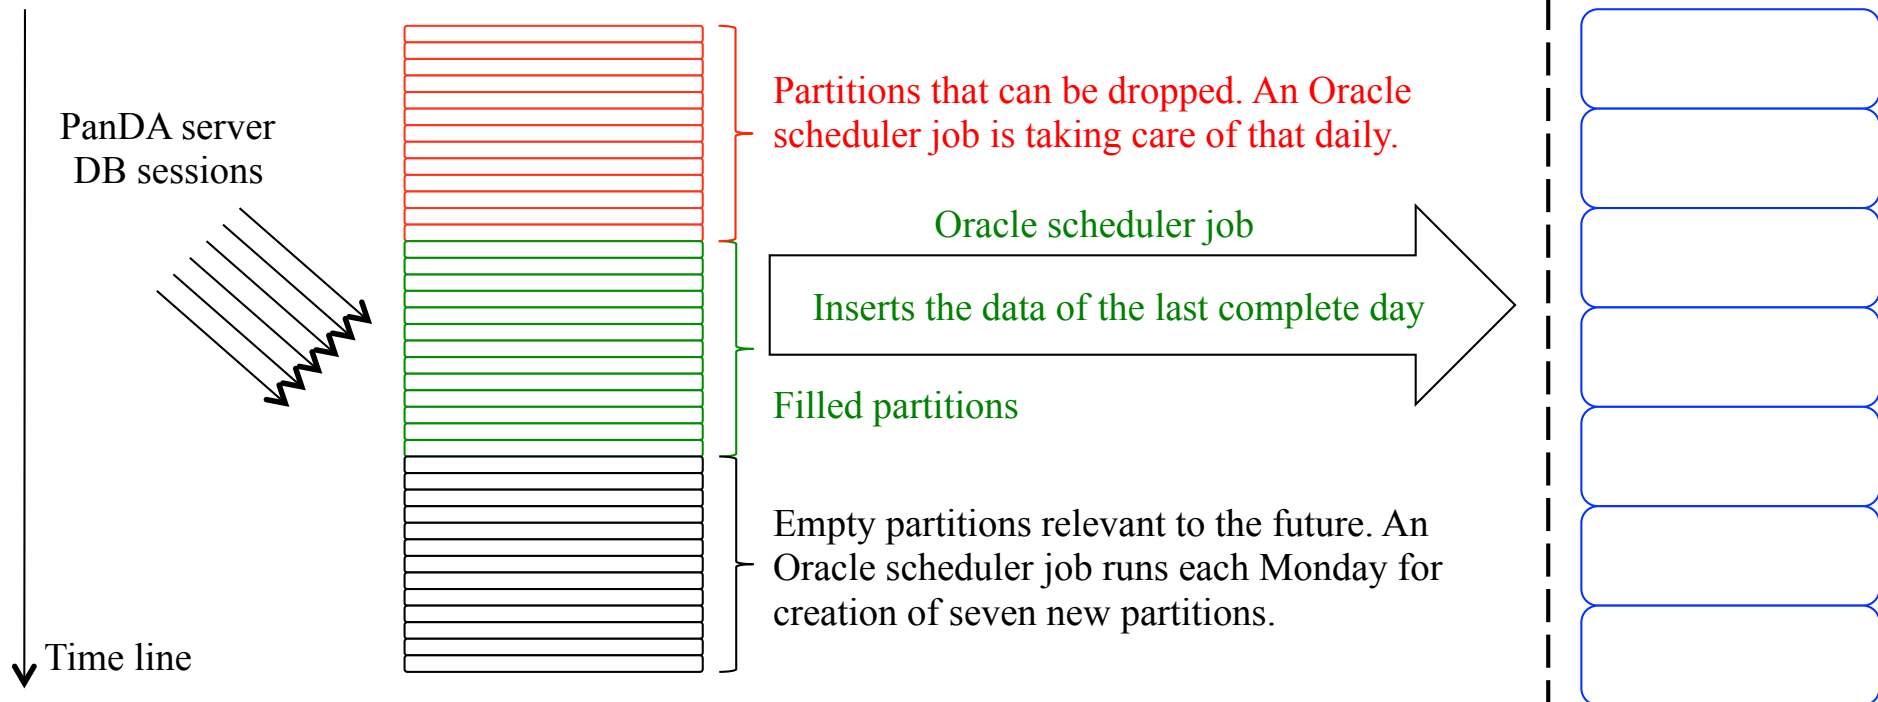 PanDA server
DB sessions
Partitions that can be dropped. An Oracle
scheduler job is taking care of that daily.
Oracle scheduler job
Inserts the data of the last complete day
Filled partitions
Empty partitions relevant to the future. An
Oracle scheduler job runs each Monday for
creation of seven new partitions.
Time line